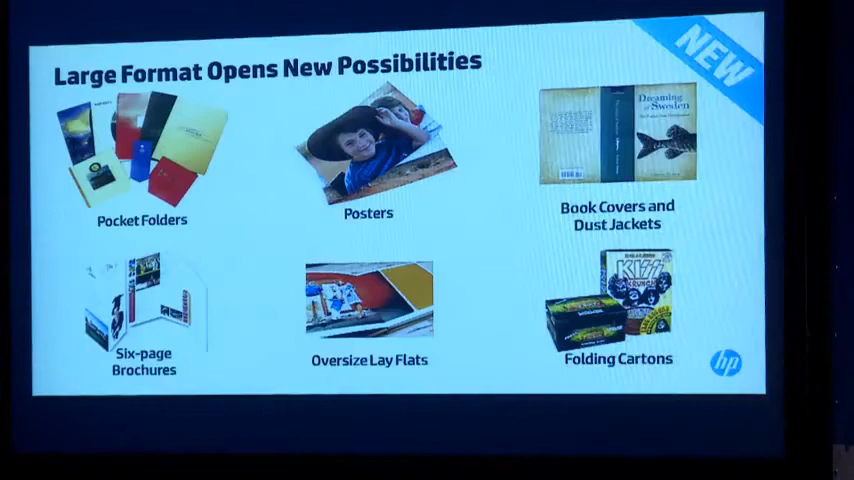 Large Format Opens New Possibilities
NEW
Dreaming
of Sweden
Pocket Folders
Posters
Book Covers and
Dust Jackets
KISS
CRUNCH
Six-page
Brochures
Oversize Lay Flats
Folding Cartons
hp